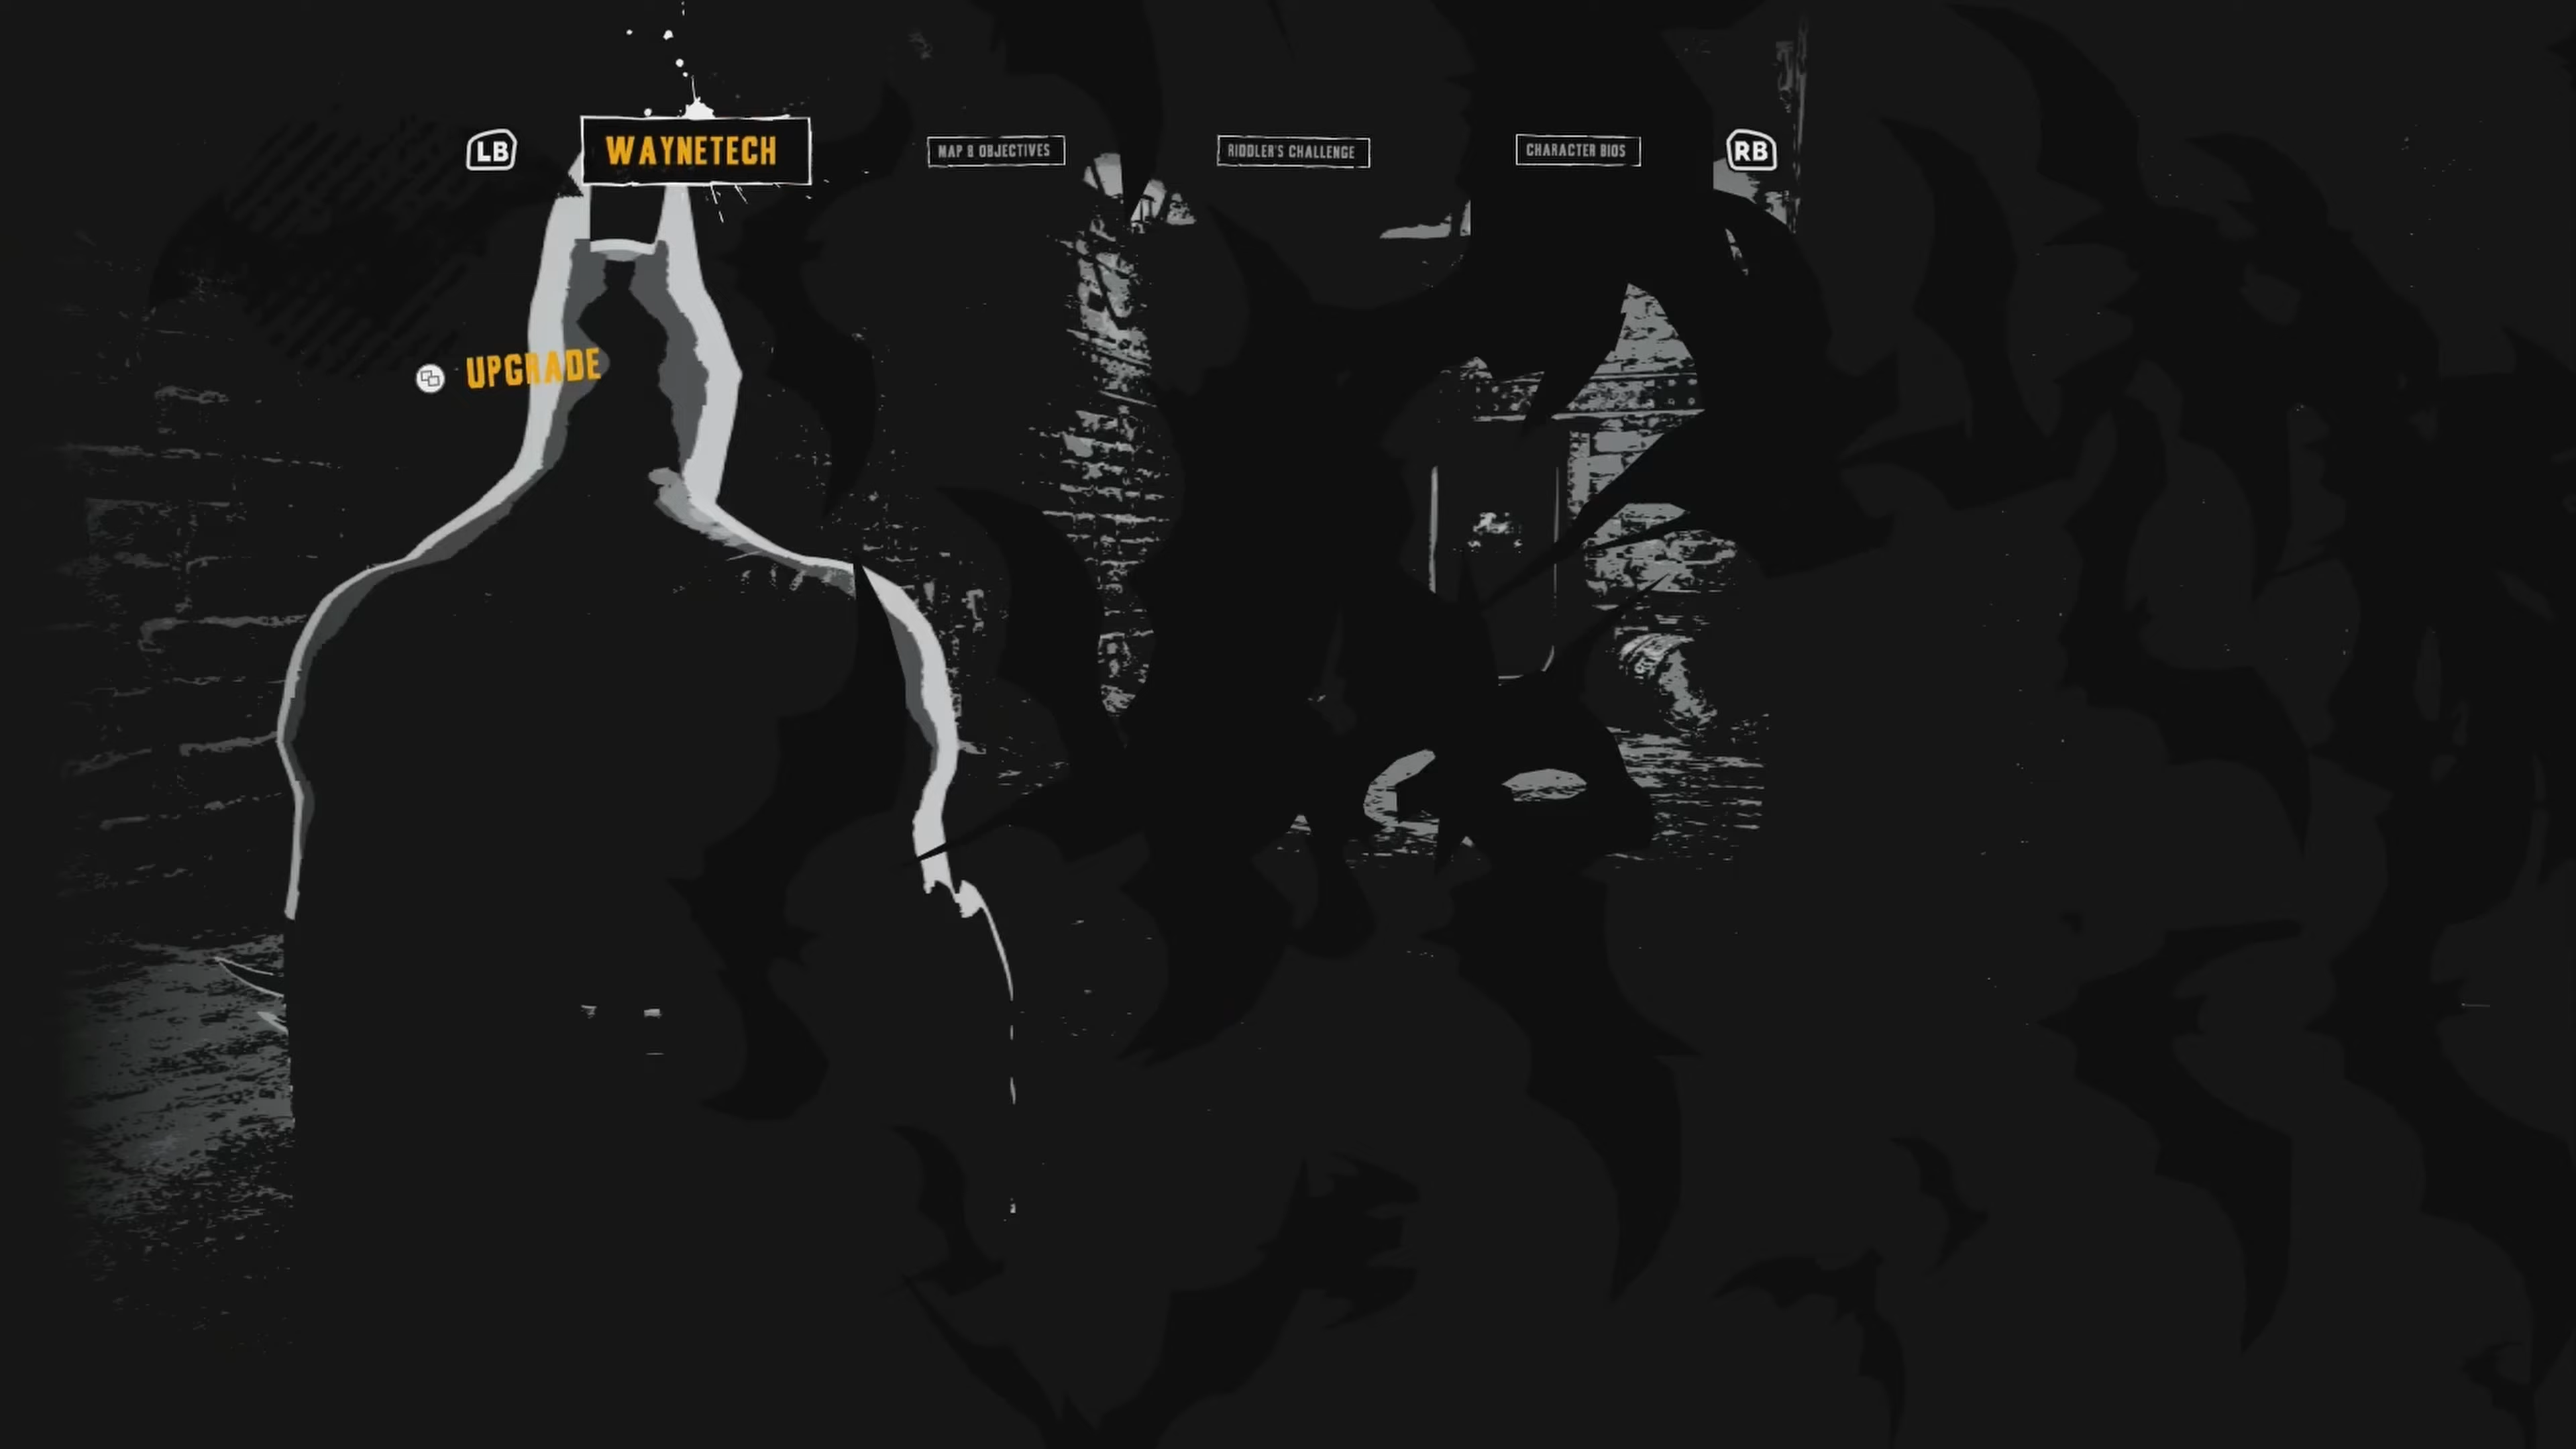 LB
WAYNETECH
MAP & OBJECTIVES
RIDDLER'S CHALLENGE
CHARACTER BIOS
RB
UPGRADE